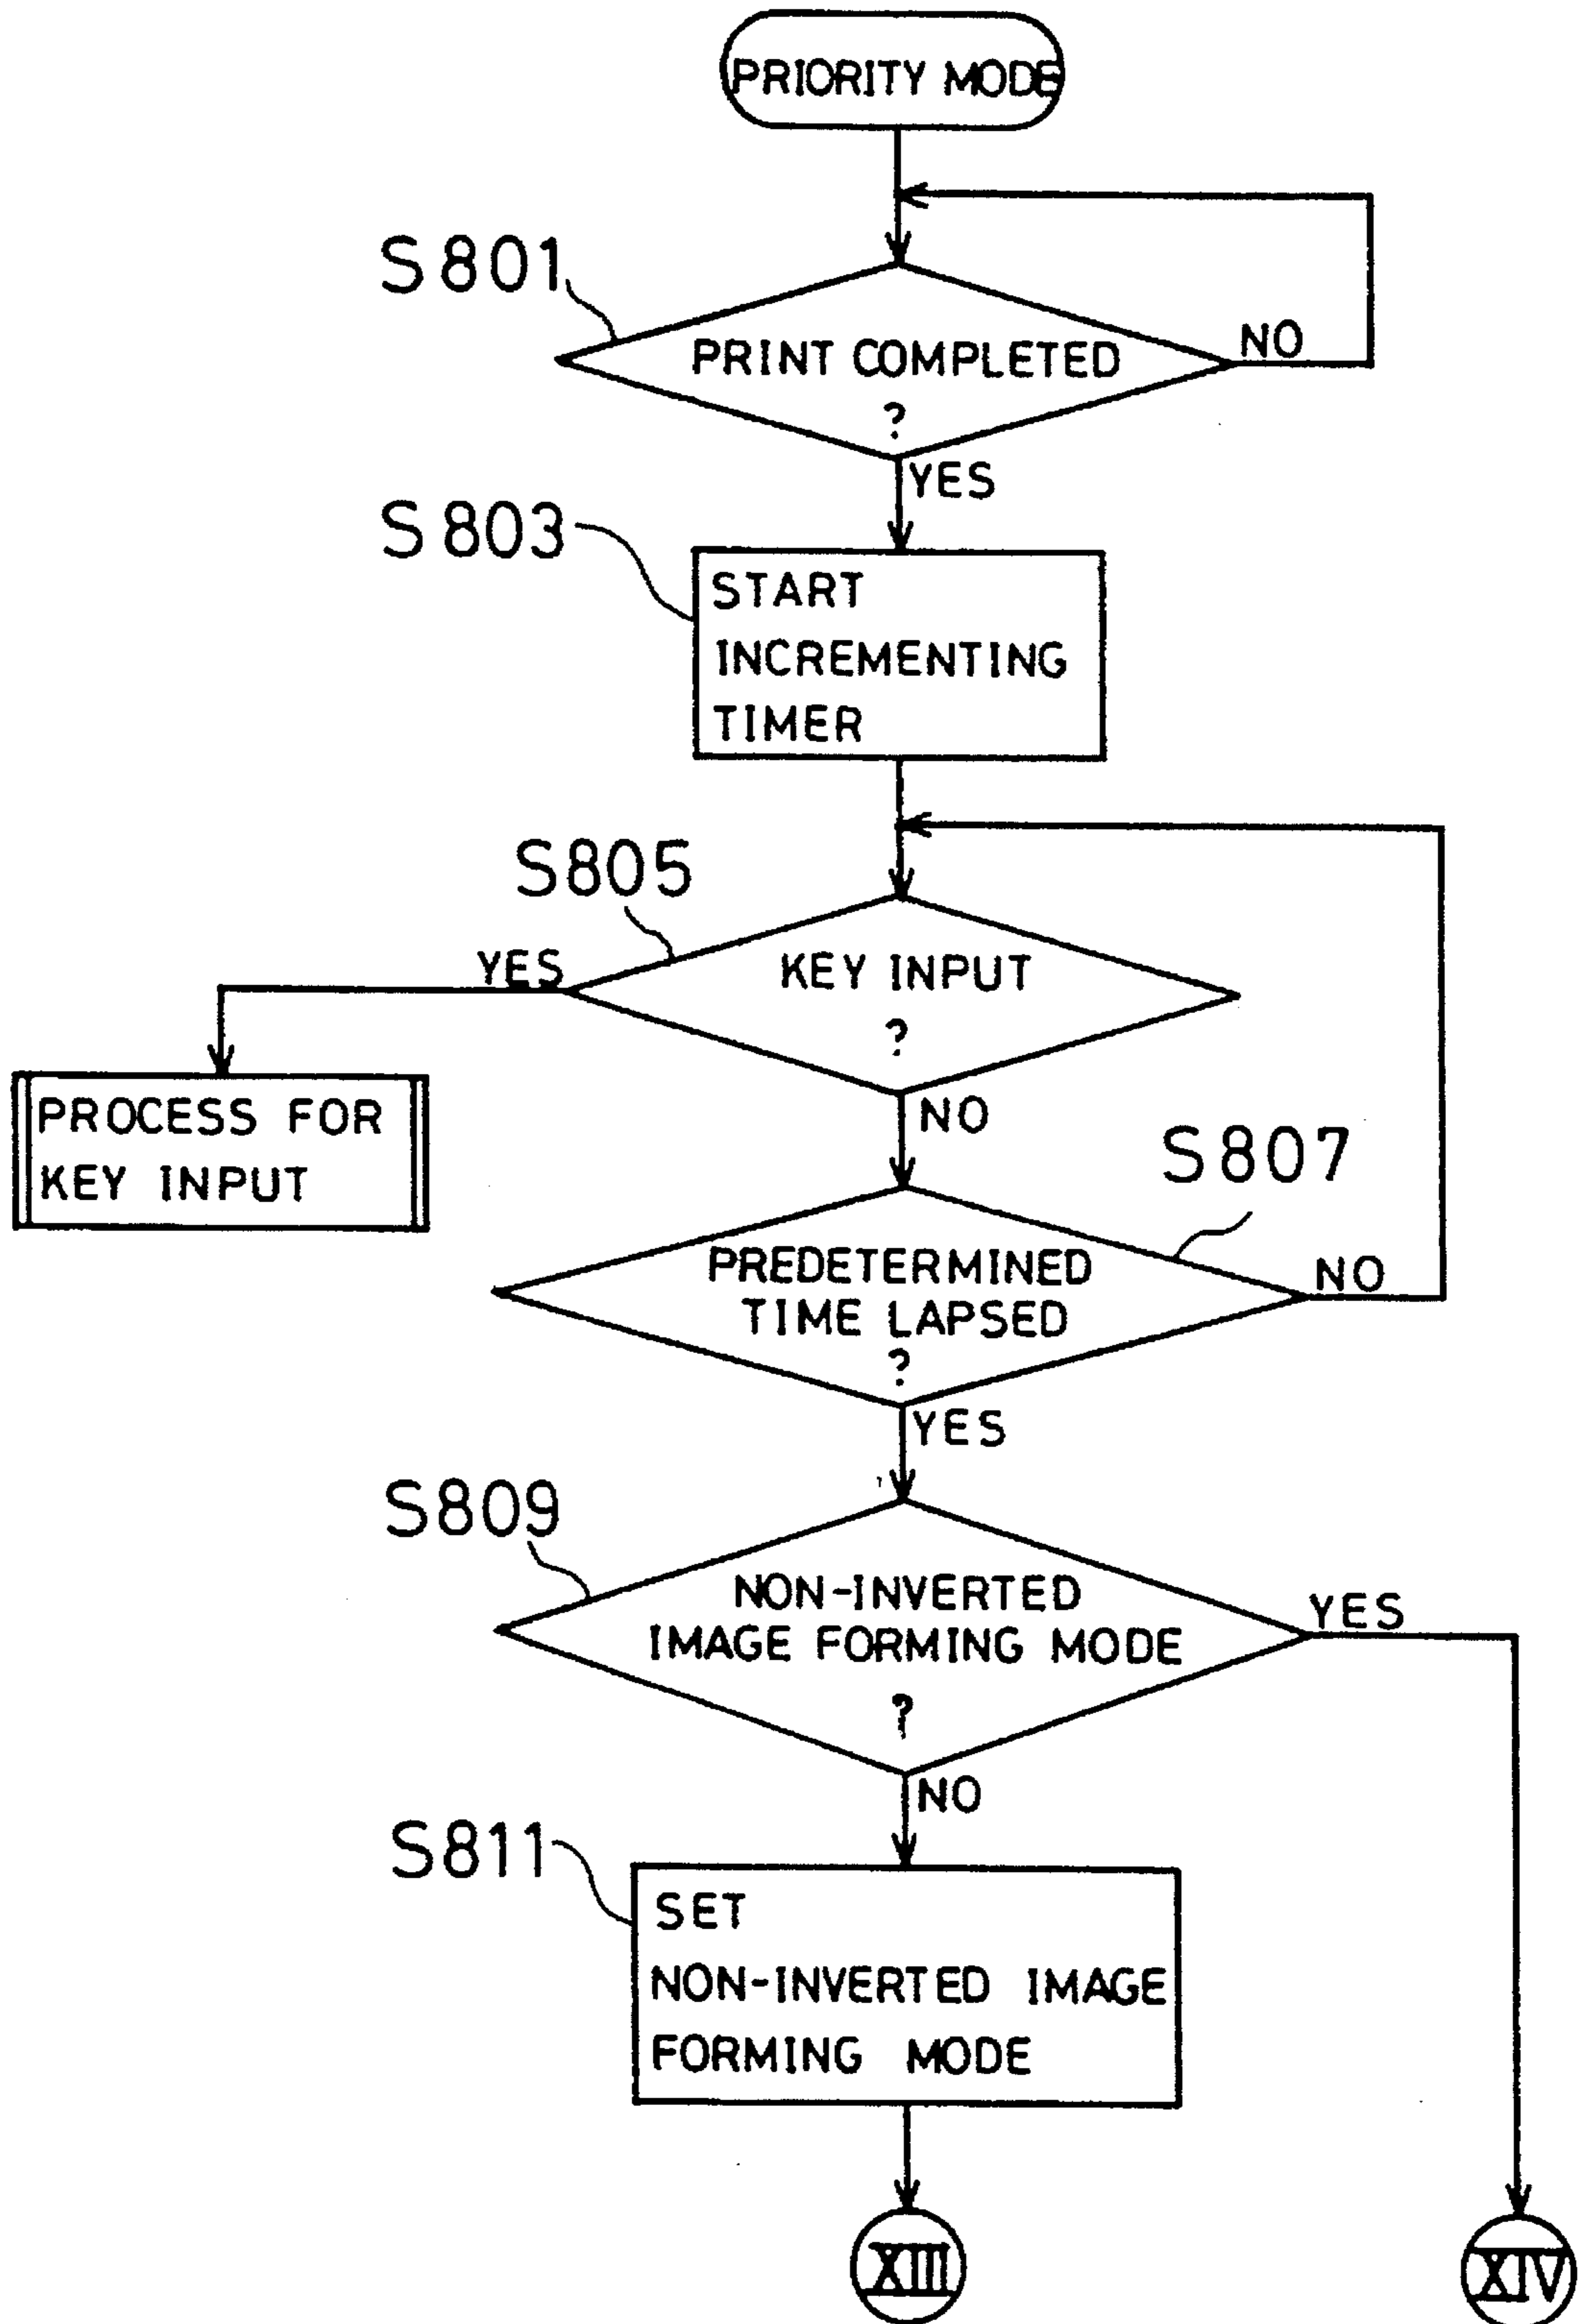 PRIORITY MODE
S801
PRINT COMPLETED
?
NO
YES
S803
START
INCREMENTING
TIMER
S805
KEY INPUT
?
YES
NO
PROCESS FOR
KEY INPUT
S807
PREDETERMINED
TIME LAPSED
?
NO
YES
S809
NON-INVERTED
IMAGE FORMING MODE
?
YES
NO
S811
SET
NON-INVERTED IMAGE
FORMING MODE
XIII
XIV